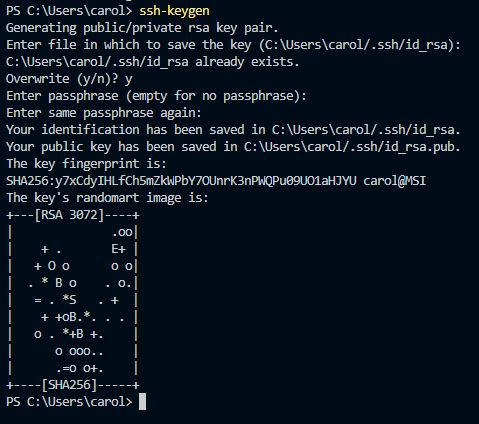 PS C:\Users\carol> ssh-keygen
Generating public/private rsa key pair.
Enter file in which to save the key (C:\Users\carol/.ssh/id_rsa):
C:\Users\carol/.ssh/id_rsa already exists.
Overwrite (y/n)? y
Enter passphrase (empty for no passphrase):
Enter same passphrase again:
Your identification has been saved in C:\Users\carol/.ssh/id_rsa.
Your public key has been saved in C:\Users\carol/.ssh/id_rsa.pub.
The key fingerprint is:
SHA256:y7xCdyIHLfCh5mZkWPbY7OUnrK3nPWQPu09UO1aHJYU carol@MSI
The key's randomart image is:
+---[RSA 3072]----+
|              .oo|
|    + .       E+ |
|   + O o      o o|
|  . * B o    . o.|
|   = . *S   . +  |
|    + +oB.*. . . |
|   o . *+B +.    |
|      o ooo..    |
|      .=o o+.    |
+----[SHA256]-----+
PS C:\Users\carol>